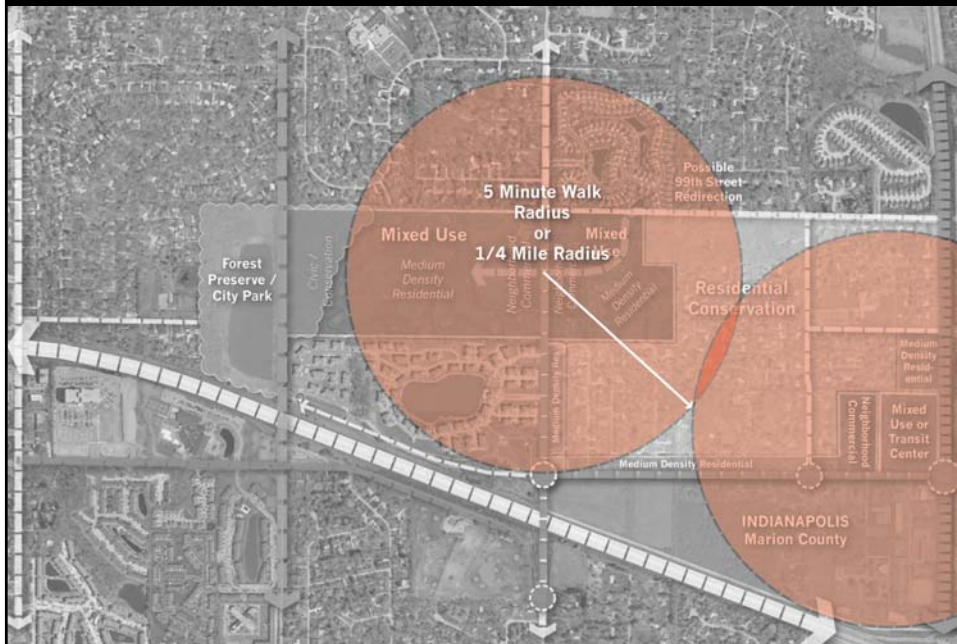 Possible
99th Street
Redirection
5 Minute Walk
Radius
or
1/4 Mile Radius
Mixed Use
Mixed
Use
Forest
Preserve /
City Park
Civic /
Conservation
Medium
Density
Residential
Neighborhood
Medium
Density
Residential
Residential
Conservation
Medium
Density
Resid-
ential
Medium Density Res
Neighborhood
Commercial
Mixed
Use or
Transit
Center
Medium Density Residential
INDIANAPOLIS
Marion County